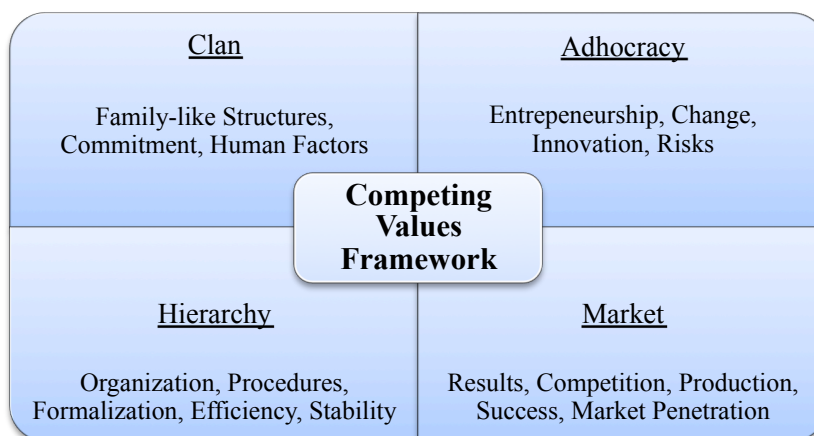 Clan
Family-like Structures,
Commitment, Human Factors
Adhocracy
Entrepeneurship, Change,
Innovation, Risks
Competing
Values
Framework
Hierarchy
Organization, Procedures,
Formalization, Efficiency, Stability
Market
Results, Competition, Production,
Success, Market Penetration